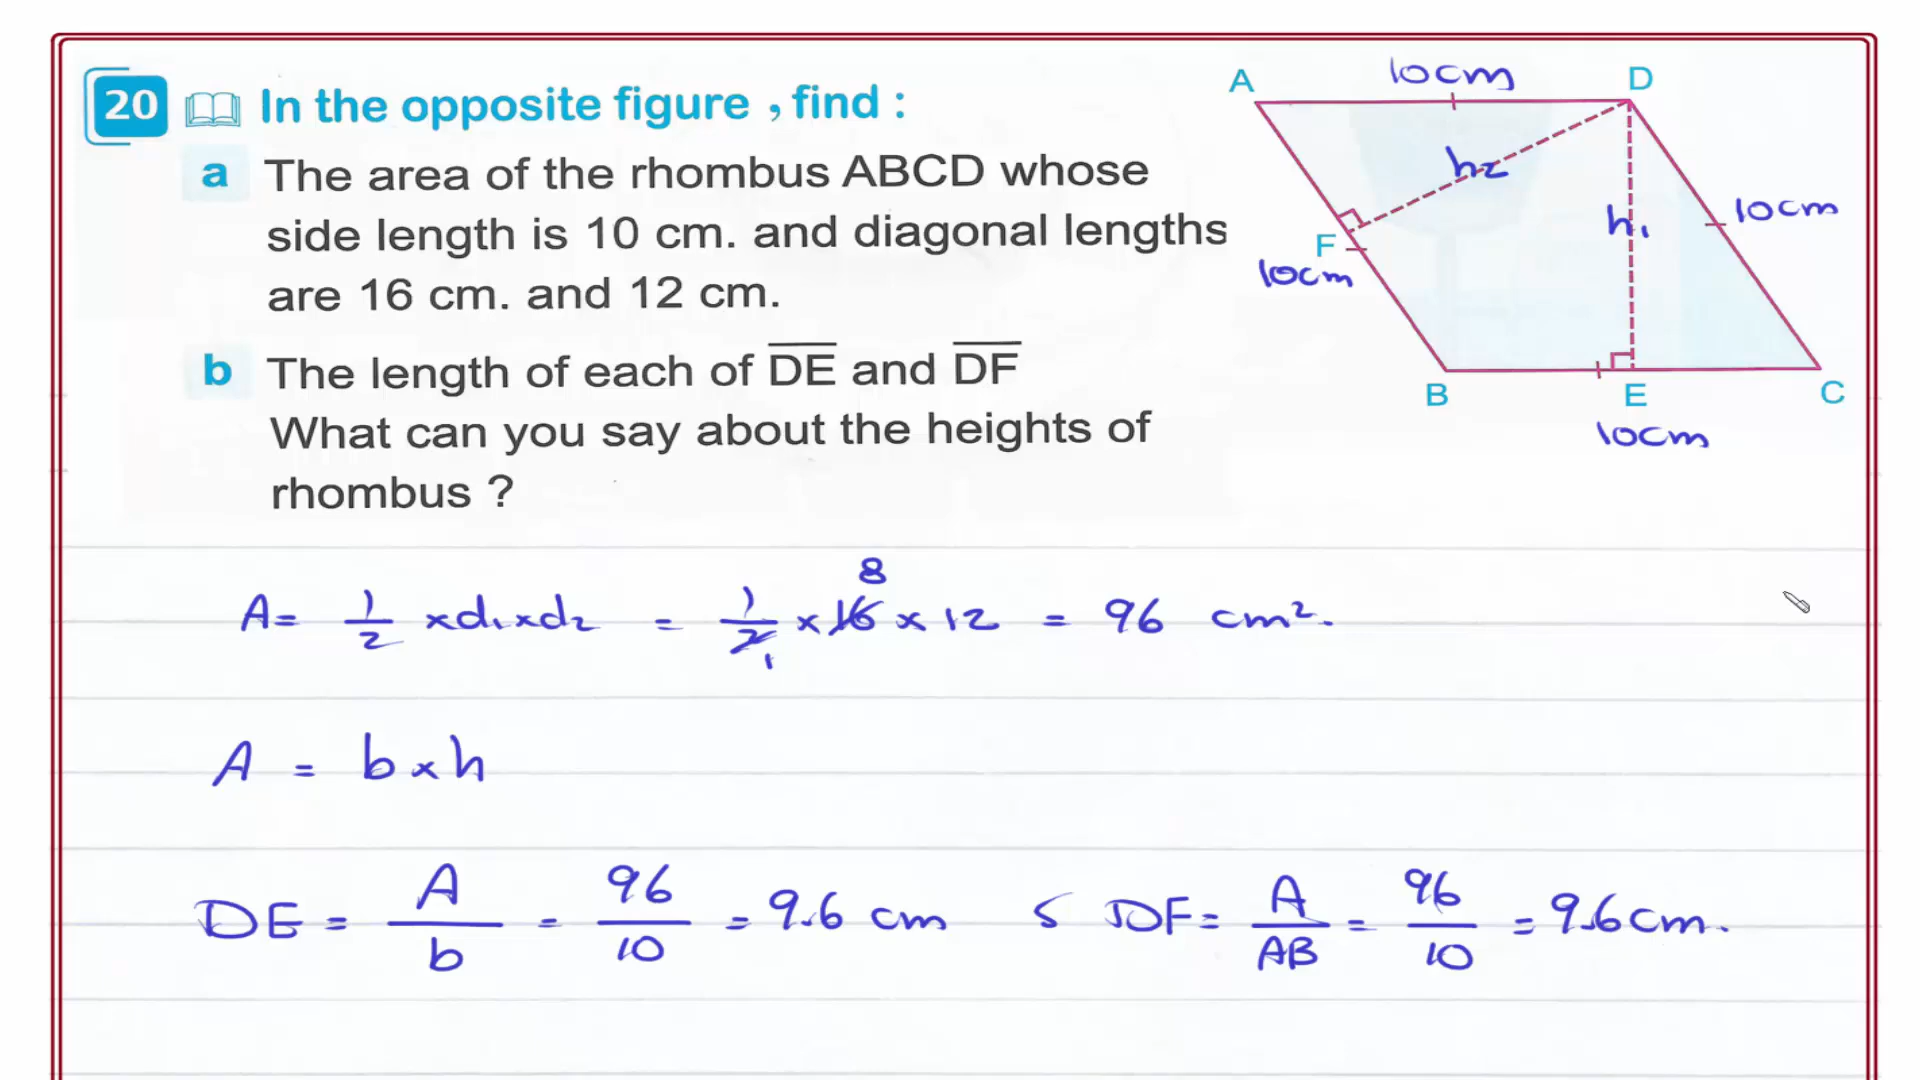 20 In the opposite figure , find :
a The area of the rhombus ABCD whose
side length is 10 cm. and diagonal lengths
are 16 cm. and 12 cm.
b The length of each of DE and DF
What can you say about the heights of
rhombus ?
A 10cm D
h2
h1
10cm
F
10cm
B E C
10cm
8
A = 1/2 × d1 × d2 = 1/2 × 16 × 12 = 96 cm².
1
A = b × h
DE = A/b = 96/10 = 9.6 cm , DF = A/AB = 96/10 = 9.6 cm.